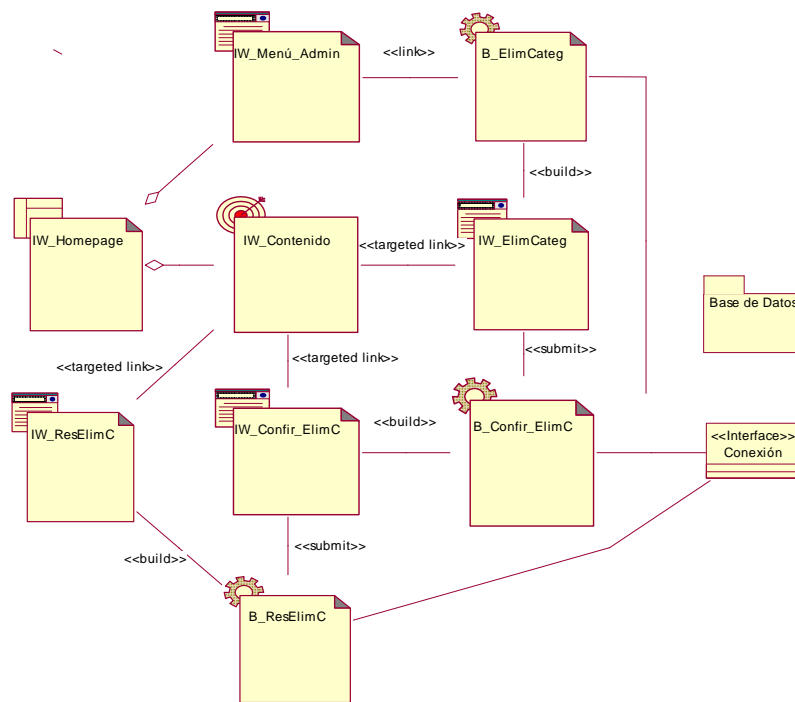 IW_Menú_Admin
<<link>>
B_ElimCateg
<<build>>
IW_Homepage
IW_Contenido
<<targeted link>>
IW_ElimCateg
Base de Datos
<<targeted link>>
<<targeted link>>
<<submit>>
IW_ResElimC
IW_Confir_ElimC
<<build>>
B_Confir_ElimC
<<Interface>>
Conexión
<<build>>
<<submit>>
B_ResElimC